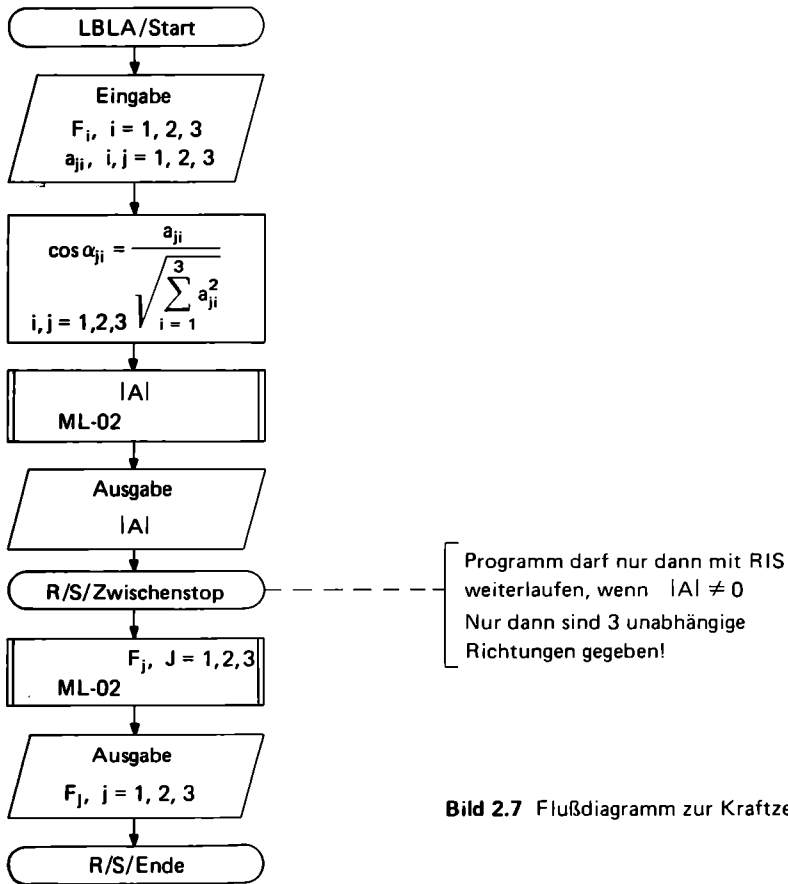 LBLA/Start
Eingabe
F_i, i = 1, 2, 3
a_ji, i, j = 1, 2, 3
cos α_ji = a_ji / √(∑_{i = 1}^{3} a_ji^2)
i, j = 1,2,3
|A|
ML-02
Ausgabe
|A|
R/S/Zwischenstop
Programm darf nur dann mit RIS
weiterlaufen, wenn |A| ≠ 0
Nur dann sind 3 unabhängige
Richtungen gegeben!
F_j, J = 1,2,3
ML-02
Ausgabe
F_j, j = 1, 2, 3
R/S/Ende
Bild 2.7 Flußdiagramm zur Kraftze